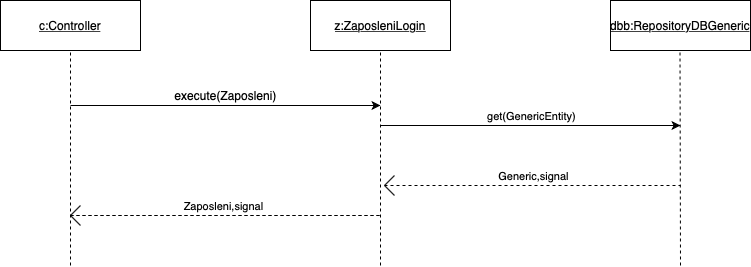 c:Controller
z:ZaposleniLogin
dbb:RepositoryDBGeneric
execute(Zaposleni)
get(GenericEntity)
Generic,signal
Zaposleni,signal